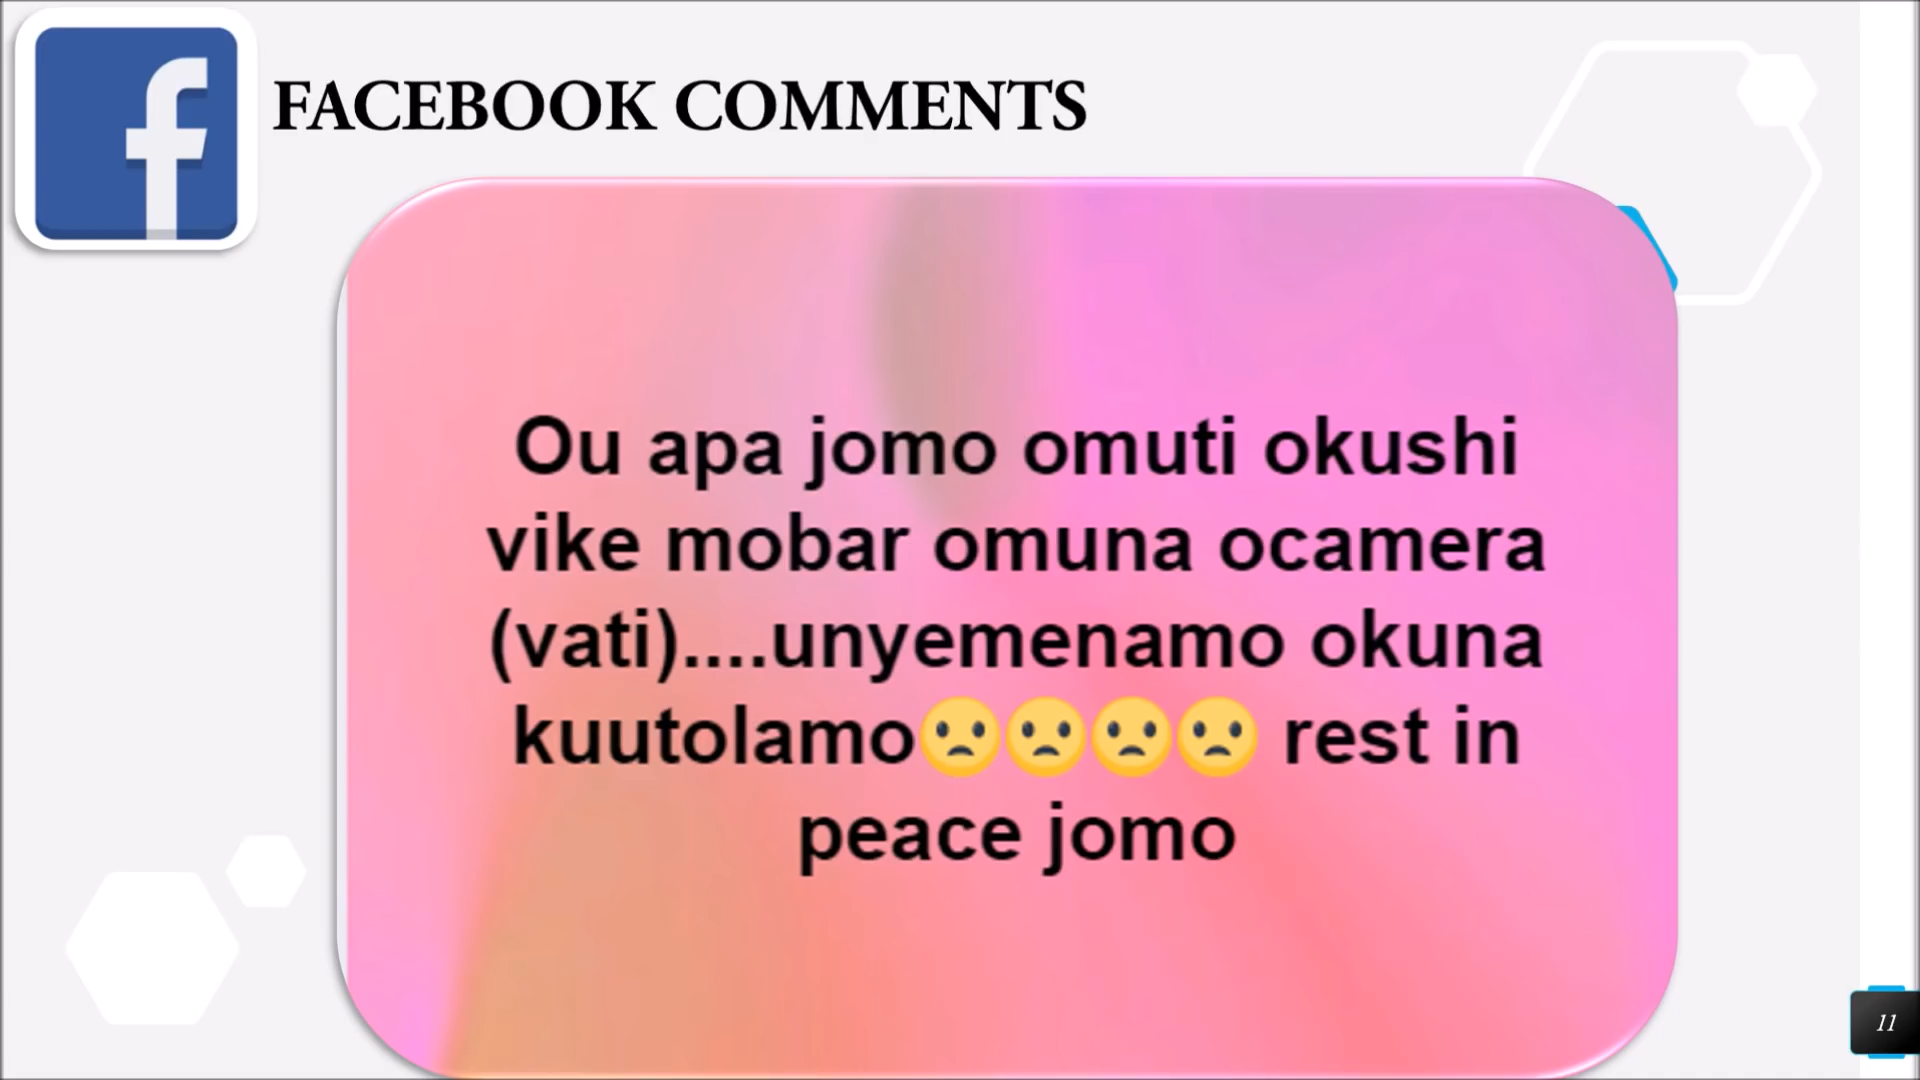 FACEBOOK COMMENTS
Ou apa jomo omuti okushi
vike mobar omuna ocamera
(vati)....unyemenamo okuna
kuutolamo🙁🙁🙁🙁 rest in
peace jomo
11